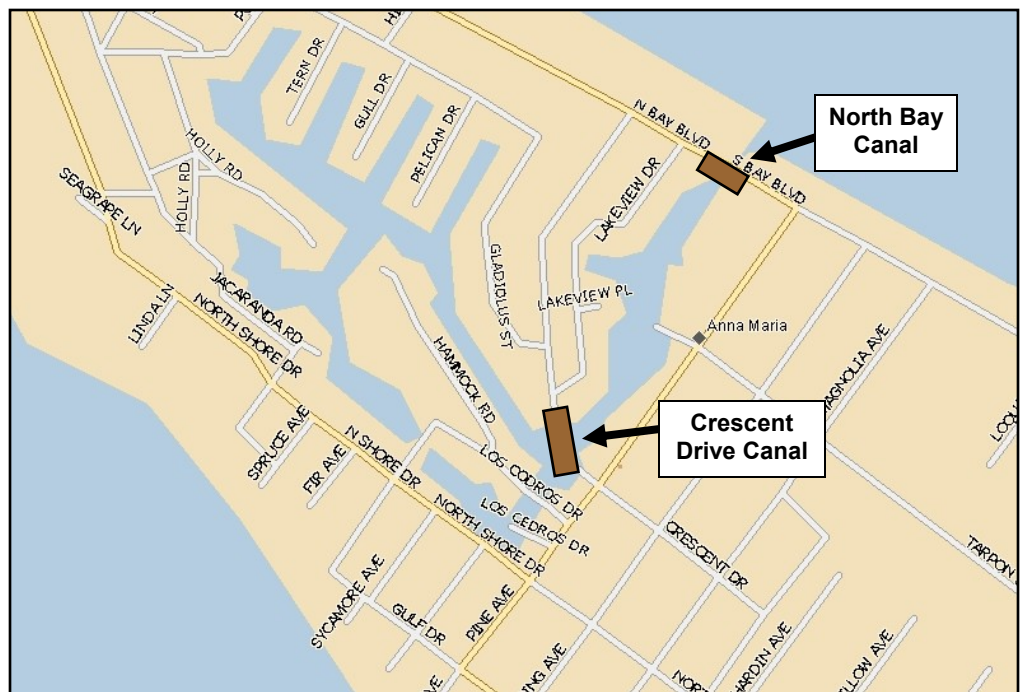 TERN DR
GULL DR
PELICAN DR
N BAY BLVD
North Bay
Canal
S BAY BLVD
HOLLY RD
HOLLY RD
SEAGRAPE LN
LAKEVIEW DR
GLADIOLUS ST
LAKEVIEW PL
JACARANDA RD
LINDA LN
NORTH SHORE DR
HAMMOCK RD
Anna Maria
MAGNOLIA AVE
Crescent
Drive Canal
SPRUCE AVE
FIR AVE
N SHORE DR
LOS CODROS DR
LOS CEDROS DR
NORTH SHORE DR
CRESCENT DR
TARPON
SYCAMORE AVE
GULF DR
PINE AVE